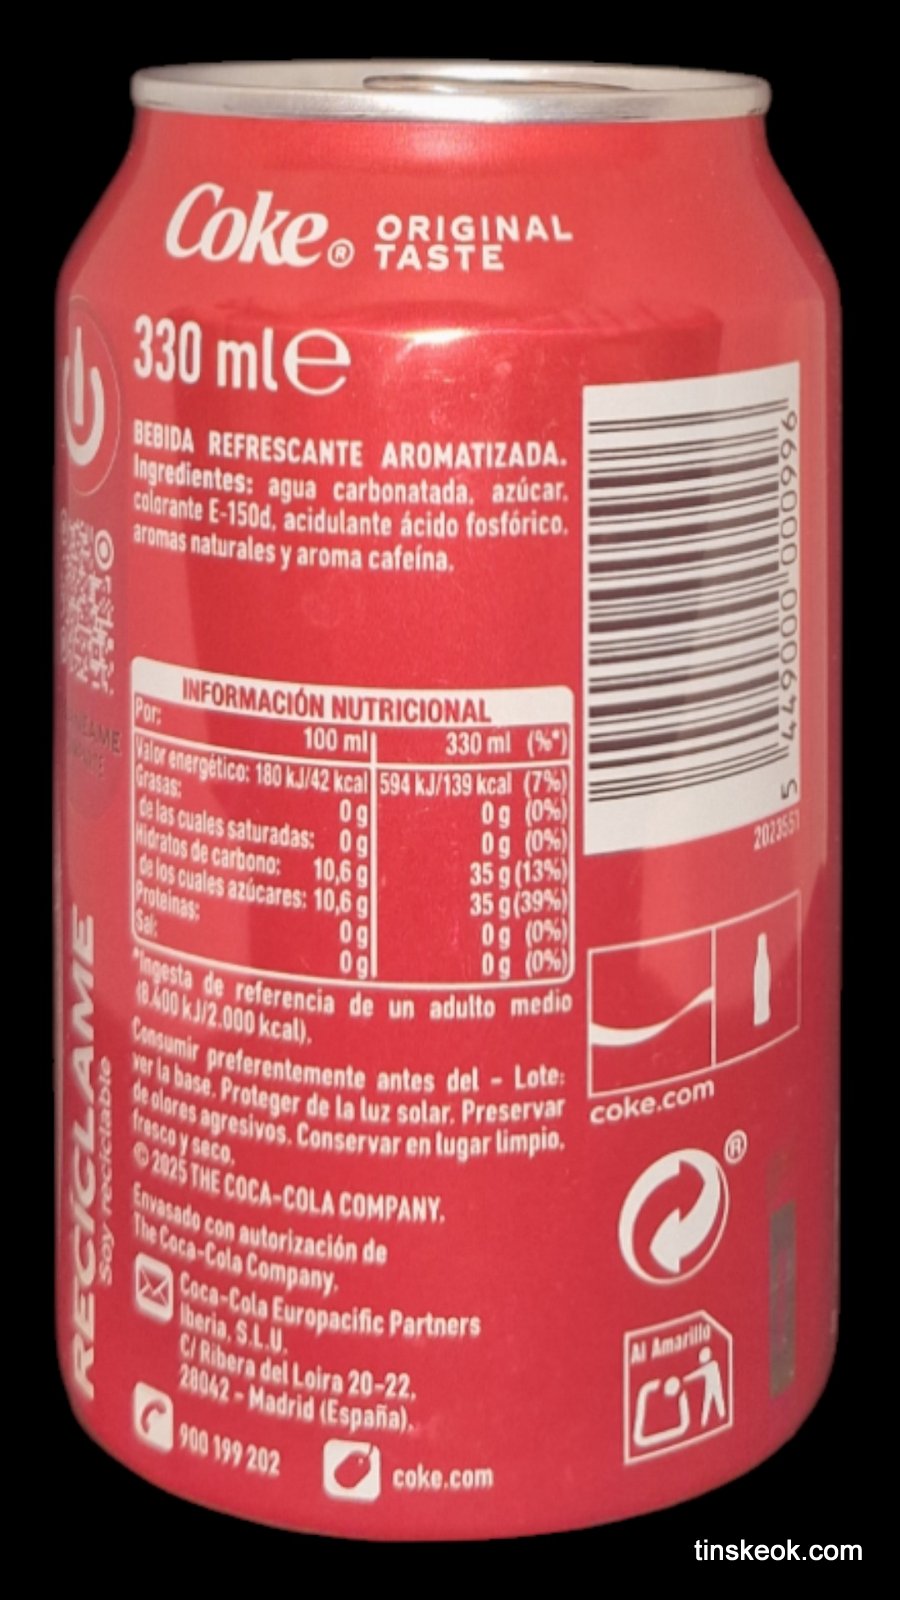 Coke® ORIGINAL
TASTE
330 ml e
BEBIDA REFRESCANTE AROMATIZADA.
Ingredientes: agua carbonatada, azúcar,
colorante E-150d, acidulante ácido fosfórico,
aromas naturales y aroma cafeína.
INFORMACIÓN NUTRICIONAL
Por: 100 ml 330 ml (%*)
Valor energético: 180 kJ/42 kcal 594 kJ/139 kcal (7%)
Grasas: 0 g 0 g (0%)
de las cuales saturadas: 0 g 0 g (0%)
Hidratos de carbono: 10,6 g 35 g (13%)
de los cuales azúcares: 10,6 g 35 g (39%)
Proteínas: 0 g 0 g (0%)
Sal: 0 g 0 g (0%)
*Ingesta de referencia de un adulto medio
(8.400 kJ/2.000 kcal).
Consumir preferentemente antes del - Lote:
ver la base. Proteger de la luz solar. Preservar
de olores agresivos. Conservar en lugar limpio,
fresco y seco.
© 2025 THE COCA-COLA COMPANY.
Envasado con autorización de
The Coca-Cola Company,
Coca-Cola Europacific Partners
Iberia, S.L.U.
C/ Ribera del Loira 20-22.
28042 - Madrid (España).
900 199 202
coke.com
RECÍCLAME
Soy reciclable
5 449000 000996
coke.com
®
Al Amarillo
tinskeok.com